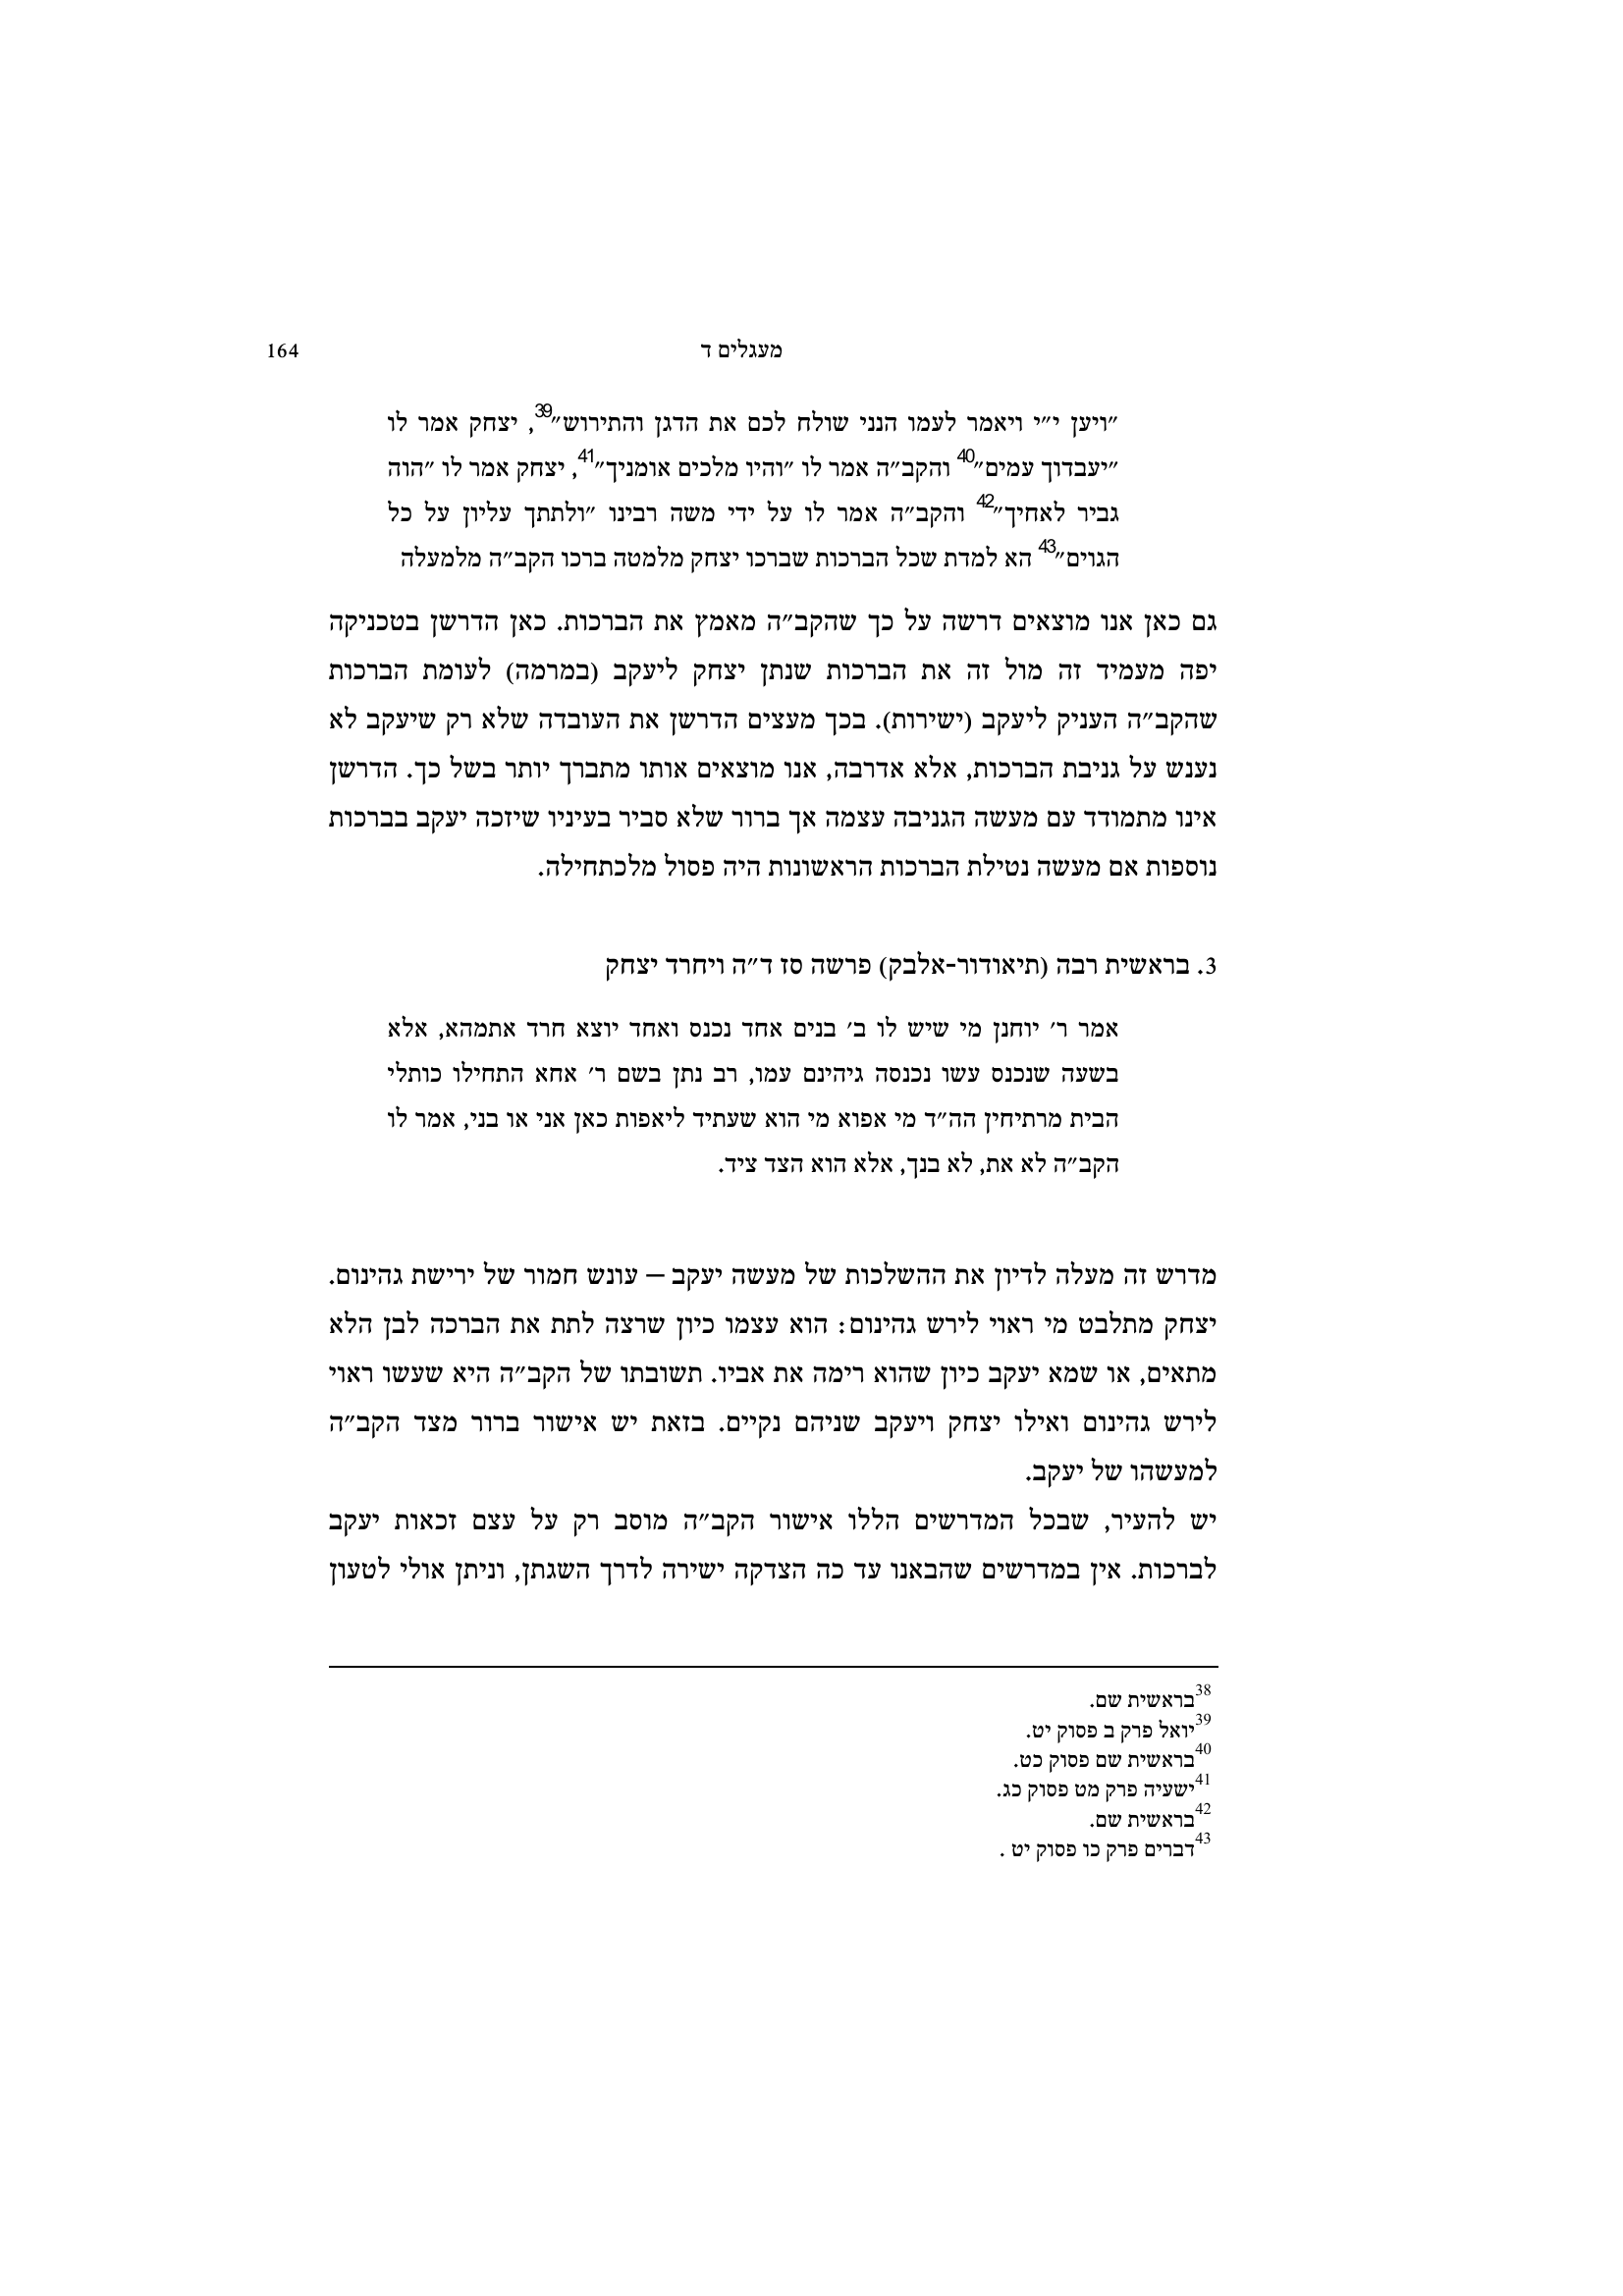 מעגלים ד 164
"ויען י"י ויאמר לעמו הנני שולח לכם את הדגן והתירוש"39, יצחק אמר לו
"יעבדוך עמים"40 והקב"ה אמר לו "והיו מלכים אומניך"41, יצחק אמר לו "הוה
גביר לאחיך"42 והקב"ה אמר לו על ידי משה רבינו "ולתתך עליון על כל
הגוים"43 הא למדת שכל הברכות שברכו יצחק מלמטה ברכו הקב"ה מלמעלה
גם כאן אנו מוצאים דרשה על כך שהקב"ה מאמץ את הברכות. כאן הדרשן בטכניקה
יפה מעמיד זה מול זה את הברכות שנתן יצחק ליעקב (במרמה) לעומת הברכות
שהקב"ה העניק ליעקב (ישירות). בכך מעצים הדרשן את העובדה שלא רק שיעקב לא
נענש על גניבת הברכות, אלא אדרבה, אנו מוצאים אותו מתברך יותר בשל כך. הדרשן
אינו מתמודד עם מעשה הגניבה עצמה אך ברור שלא סביר בעיניו שיזכה יעקב בברכות
נוספות אם מעשה נטילת הברכות הראשונות היה פסול מלכתחילה.
3. בראשית רבה (תיאודור-אלבק) פרשה סז ד"ה ויחרד יצחק
אמר ר' יוחנן מי שיש לו ב' בנים אחד נכנס ואחד יוצא חרד אתמהא, אלא
בשעה שנכנס עשו נכנסה גיהינם עמו, רב נתן בשם ר' אחא התחילו כותלי
הבית מרתיחין הה"ד מי אפוא מי הוא שעתיד ליאפות כאן אני או בני, אמר לו
הקב"ה לא את, לא בנך, אלא הוא הצד ציד.
מדרש זה מעלה לדיון את ההשלכות של מעשה יעקב – עונש חמור של ירישת גהינום.
יצחק מתלבט מי ראוי לירש גהינום: הוא עצמו כיון שרצה לתת את הברכה לבן הלא
מתאים, או שמא יעקב כיון שהוא רימה את אביו. תשובתו של הקב"ה היא שעשו ראוי
לירש גהינום ואילו יצחק ויעקב שניהם נקיים. בזאת יש אישור ברור מצד הקב"ה
למעשהו של יעקב.
יש להעיר, שבכל המדרשים הללו אישור הקב"ה מוסב רק על עצם זכאות יעקב
לברכות. אין במדרשים שהבאנו עד כה הצדקה ישירה לדרך השגתן, וניתן אולי לטעון
38בראשית שם.
39יואל פרק ב פסוק יט.
40בראשית שם פסוק כט.
41ישעיה פרק מט פסוק כג.
42בראשית שם.
43דברים פרק כו פסוק יט .